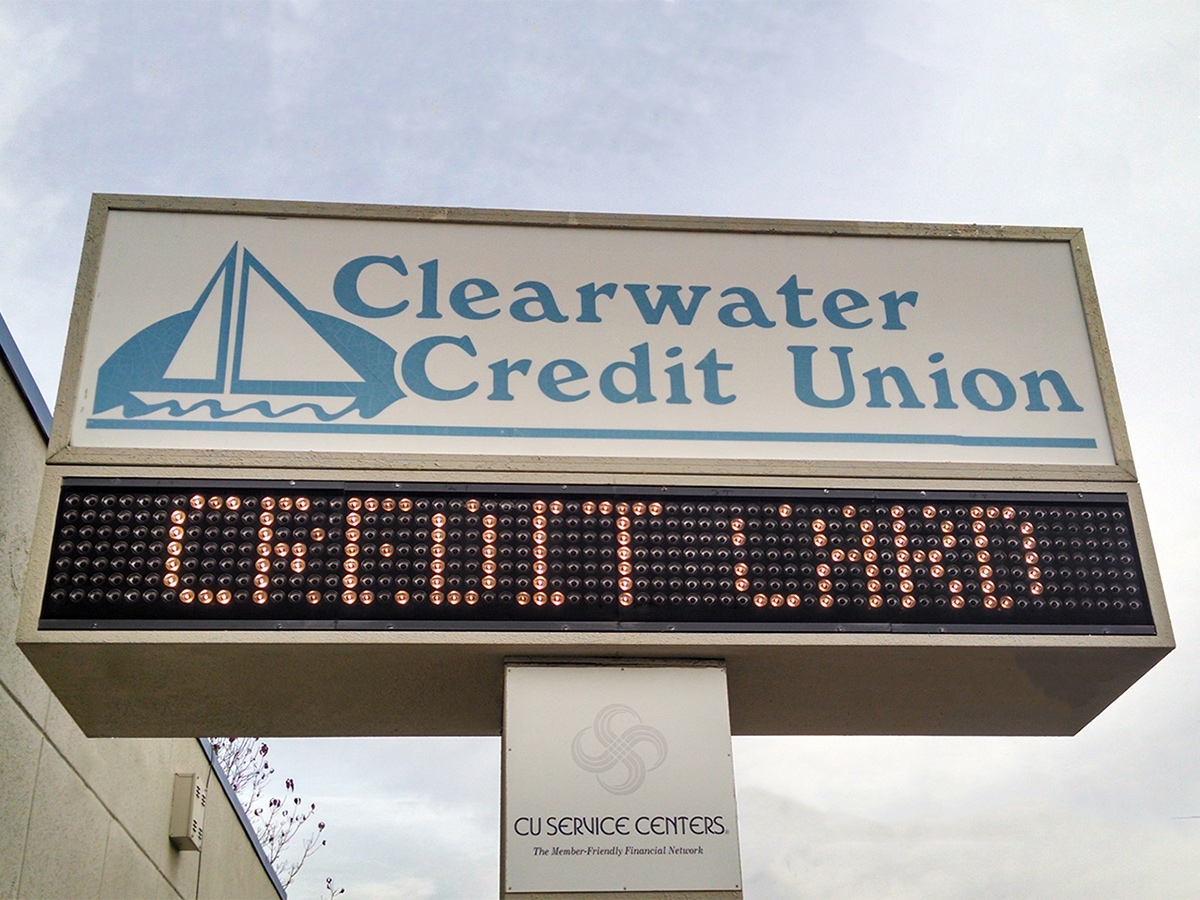 Clearwater
Credit Union
CREDIT CARD
CU SERVICE CENTERS®
The Member-Friendly Financial Network